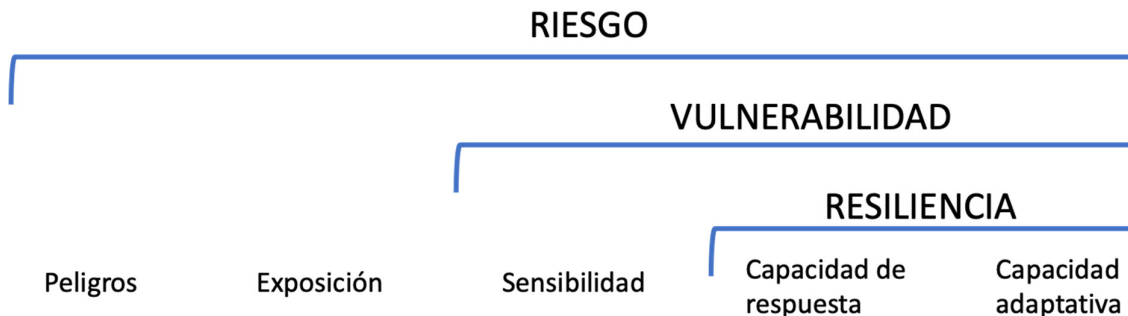 RIESGO
VULNERABILIDAD
RESILIENCIA
Peligros
Exposición
Sensibilidad
Capacidad de
respuesta
Capacidad
adaptativa